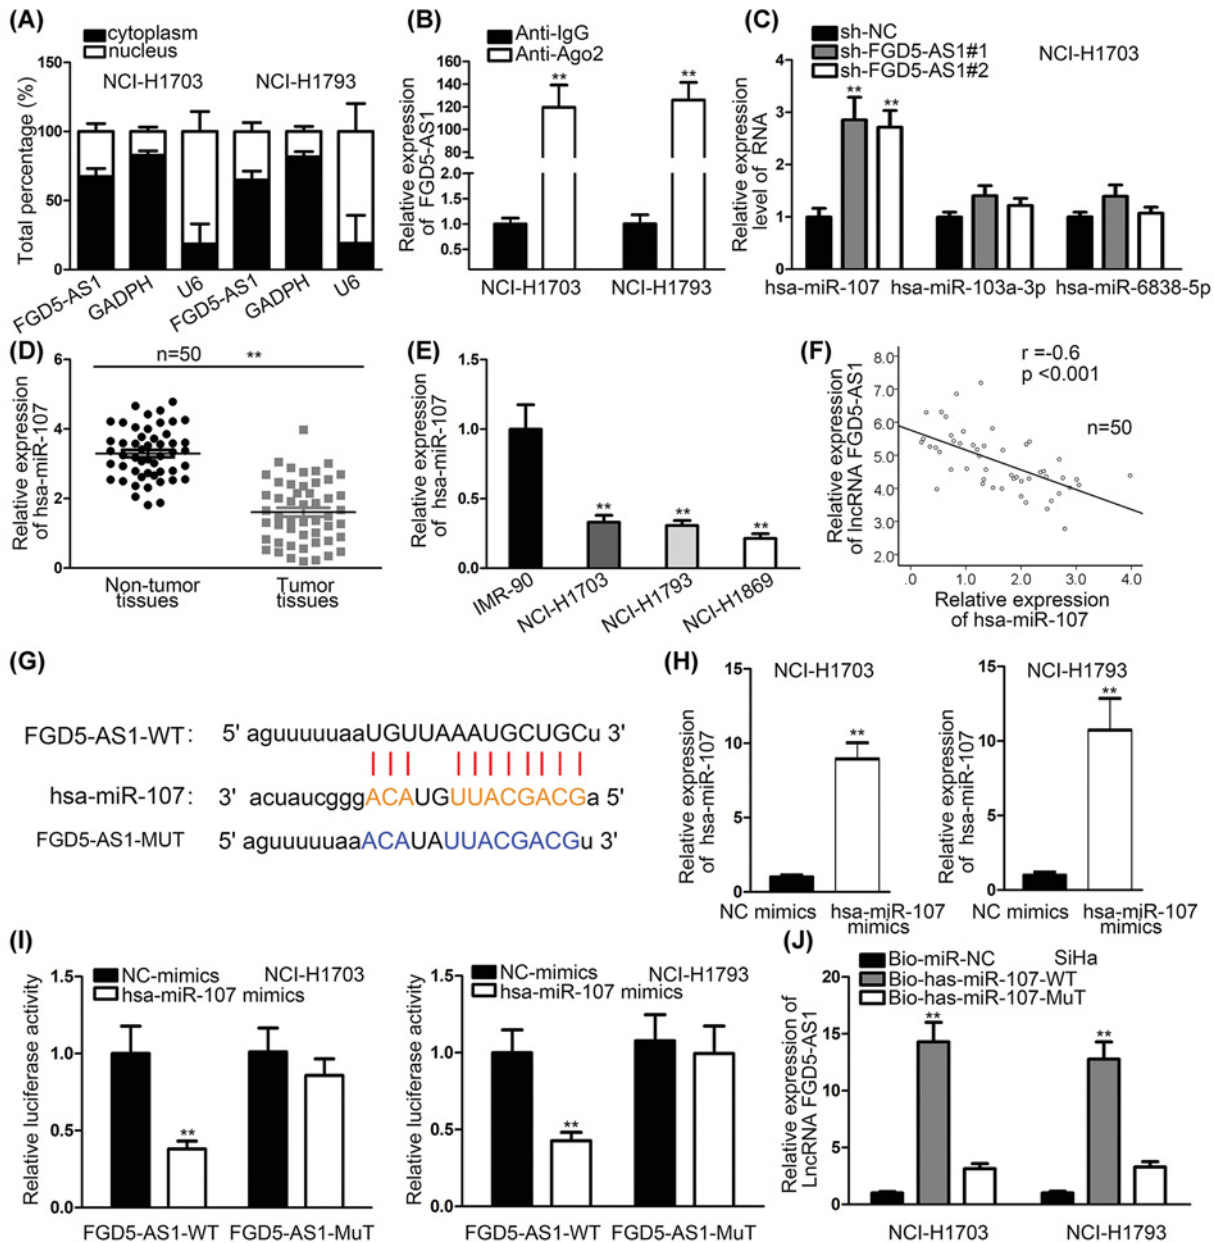 (A)
cytoplasm
nucleus
NCI-H1703 NCI-H1793
Total percentage (%)
150
100
50
0
FGD5-AS1 GADPH U6 FGD5-AS1 GADPH U6
(B)
Anti-IgG
Anti-Ago2
Relative expression
of FGD5-AS1
160
140
120
100
80
2.0
1.5
1.0
0.5
** **
NCI-H1703 NCI-H1793
(C)
sh-NC
sh-FGD5-AS1#1
sh-FGD5-AS1#2
NCI-H1703
Relative expression
level of RNA
4
3
2
1
0
** **
hsa-miR-107 hsa-miR-103a-3p hsa-miR-6838-5p
(D)
n=50 **
Relative expression
of hsa-miR-107
6
4
2
0
Non-tumor
tissues
Tumor
tissues
(E)
Relative expression
of hsa-miR-107
1.5
1.0
0.5
0.0
** ** **
IMR-90 NCI-H1703 NCI-H1793 NCI-H1869
(F)
r =-0.6
p <0.001
n=50
Relative expression
of lncRNA FGD5-AS1
8.0
7.0
6.0
5.0
4.0
3.0
2.0
.0 1.0 2.0 3.0 4.0
Relative expression
of hsa-miR-107
(G)
FGD5-AS1-WT: 5' aguuuuuaaUGUUAAAUGCUGCu 3'
hsa-miR-107: 3' acuaucgggACAUGUUACGACGa 5'
FGD5-AS1-MUT 5' aguuuuuaaACAUAUUACGACGu 3'
(H)
NCI-H1703
Relative expression
of hsa-miR-107
15
10
5
0
**
NC mimics hsa-miR-107
mimics
NCI-H1793
Relative expression
of hsa-miR-107
15
10
5
0
**
NC mimics hsa-miR-107
mimics
(I)
NC-mimics NCI-H1703
hsa-miR-107 mimics
Relative luciferase activity
1.5
1.0
0.5
0.0
**
FGD5-AS1-WT FGD5-AS1-MuT
NC-mimics NCI-H1793
hsa-miR-107 mimics
Relative luciferase activity
1.5
1.0
0.5
0.0
**
FGD5-AS1-WT FGD5-AS1-MuT
(J)
Bio-miR-NC SiHa
Bio-has-miR-107-WT
Bio-has-miR-107-MuT
Relative expression of
LncRNA FGD5-AS1
20
15
10
5
0
** **
NCI-H1703 NCI-H1793